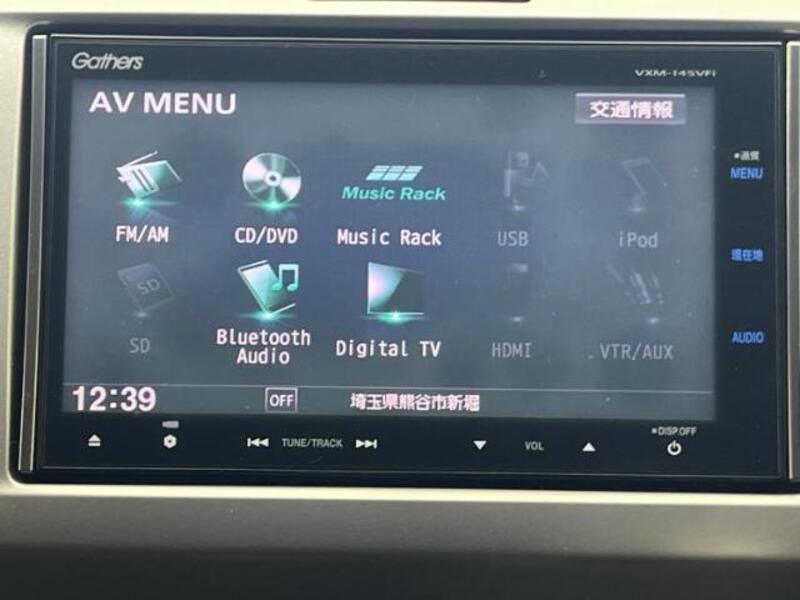 Gathers
VXM-145VFi
AV MENU
交通情報
画質
MENU
Music Rack
FM/AM
CD/DVD
Music Rack
USB
iPod
現在地
SD
SD
Bluetooth Audio
Digital TV
HDMI
VTR/AUX
AUDIO
12:39
OFF
埼玉県熊谷市新堀
TUNE/TRACK
VOL
DISP.OFF